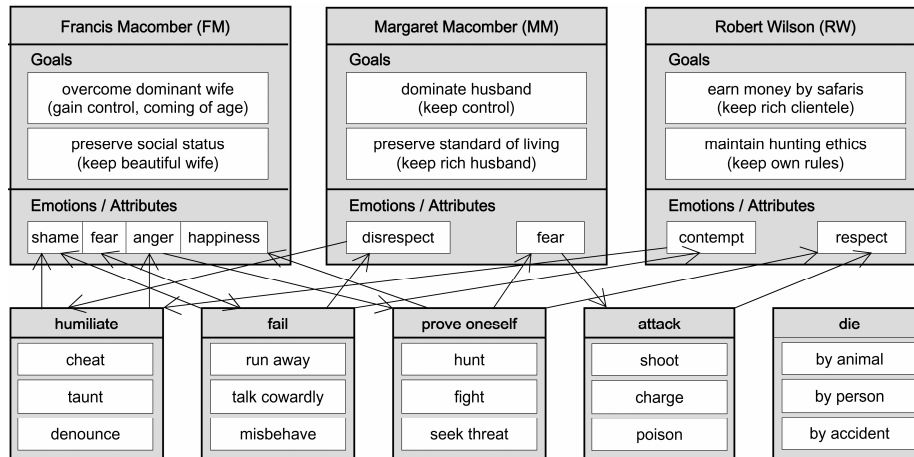 Francis Macomber (FM)
Goals
overcome dominant wife
(gain control, coming of age)
preserve social status
(keep beautiful wife)
Emotions / Attributes
shame fear anger happiness
Margaret Macomber (MM)
Goals
dominate husband
(keep control)
preserve standard of living
(keep rich husband)
Emotions / Attributes
disrespect fear
Robert Wilson (RW)
Goals
earn money by safaris
(keep rich clientele)
maintain hunting ethics
(keep own rules)
Emotions / Attributes
contempt respect
humiliate
cheat
taunt
denounce
fail
run away
talk cowardly
misbehave
prove oneself
hunt
fight
seek threat
attack
shoot
charge
poison
die
by animal
by person
by accident